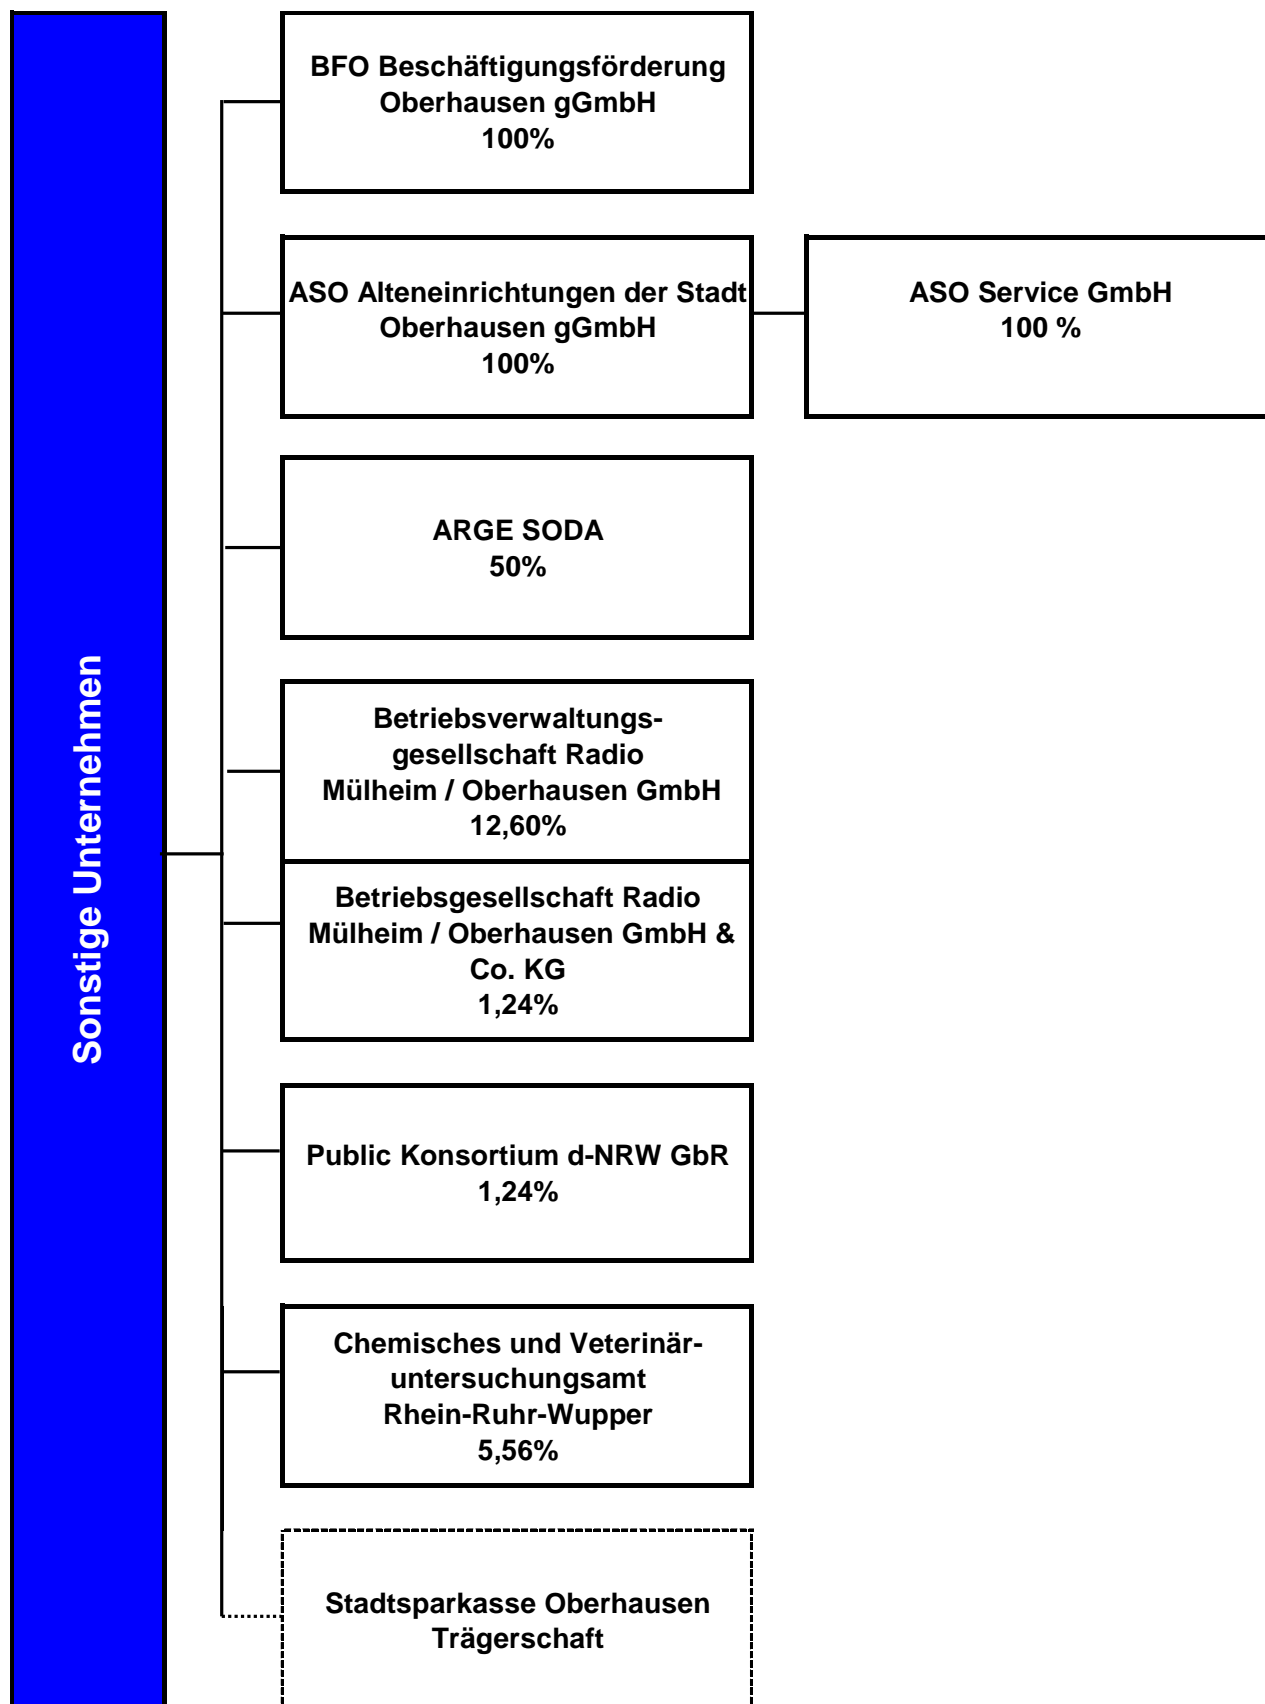 Sonstige Unternehmen
BFO Beschäftigungsförderung
Oberhausen gGmbH
100%
ASO Alteneinrichtungen der Stadt
Oberhausen gGmbH
100%
ASO Service GmbH
100 %
ARGE SODA
50%
Betriebsverwaltungs-
gesellschaft Radio
Mülheim / Oberhausen GmbH
12,60%
Betriebsgesellschaft Radio
Mülheim / Oberhausen GmbH &
Co. KG
1,24%
Public Konsortium d-NRW GbR
1,24%
Chemisches und Veterinär-
untersuchungsamt
Rhein-Ruhr-Wupper
5,56%
Stadtsparkasse Oberhausen
Trägerschaft